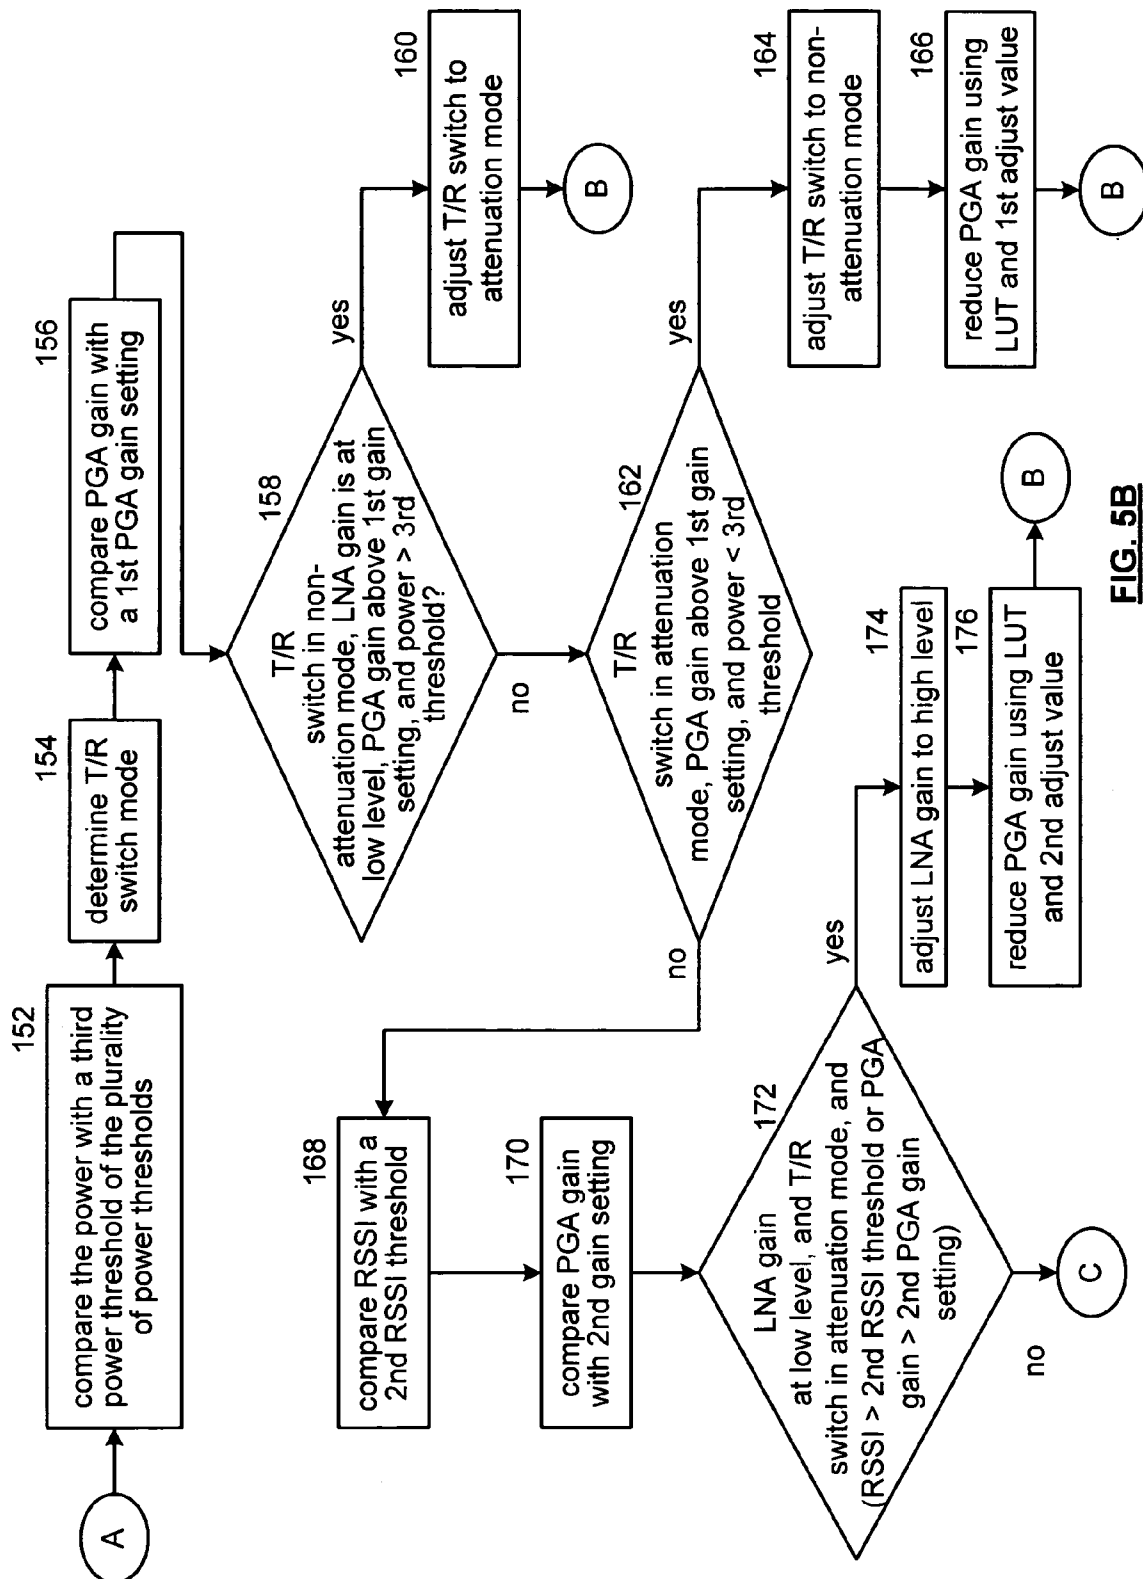 A
152
compare the power with a third
power threshold of the plurality
of power thresholds
154
determine T/R
switch mode
156
compare PGA gain with
a 1st PGA gain setting
158
T/R
switch in non-
attenuation mode, LNA gain is at
low level, PGA gain above 1st gain
setting, and power > 3rd
threshold?
yes
no
160
adjust T/R switch to
attenuation mode
B
162
T/R
switch in attenuation
mode, PGA gain above 1st gain
setting, and power < 3rd
threshold
yes
no
164
adjust T/R switch to non-
attenuation mode
166
reduce PGA gain using
LUT and 1st adjust value
B
168
compare RSSI with a
2nd RSSI threshold
170
compare PGA gain
with 2nd gain setting
172
LNA gain
at low level, and T/R
switch in attenuation mode, and
(RSSI > 2nd RSSI threshold or PGA
gain > 2nd PGA gain
setting)
yes
no
174
adjust LNA gain to high level
176
reduce PGA gain using LUT
and 2nd adjust value
B
C
FIG. 5B